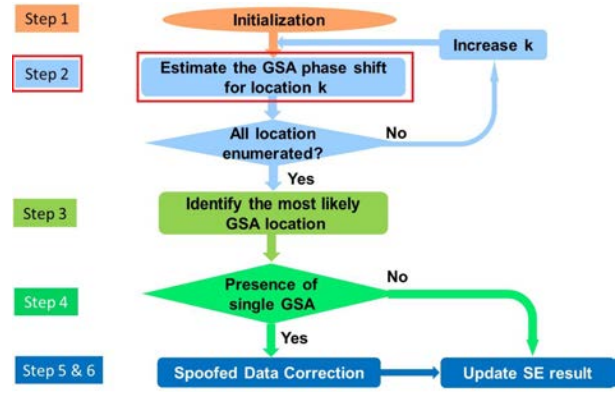 Step 1
Initialization
Increase k
Step 2
Estimate the GSA phase shift
for location k
All location
enumerated?
No
Yes
Step 3
Identify the most likely
GSA location
Step 4
Presence of
single GSA
No
Yes
Step 5 & 6
Spoofed Data Correction
Update SE result